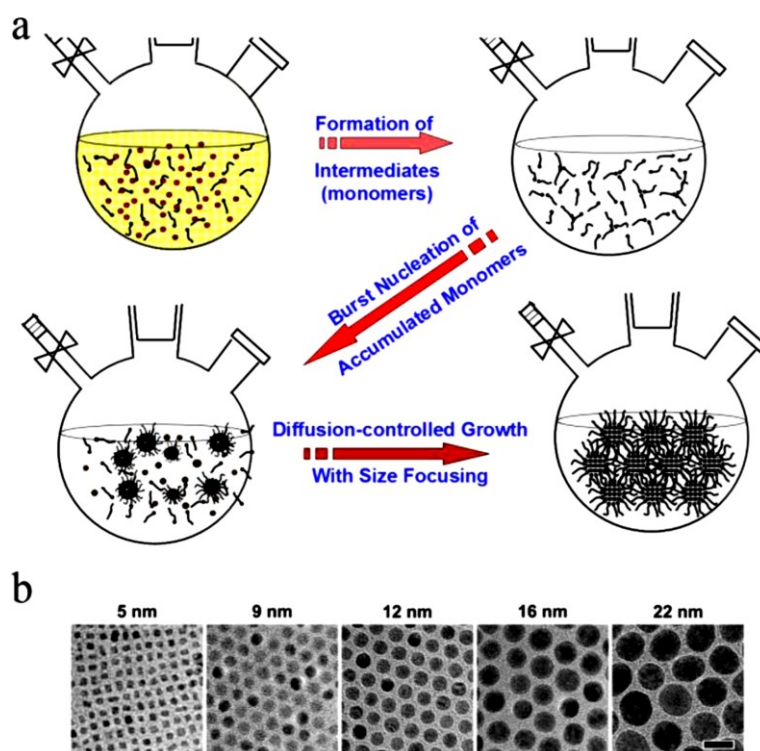 a
Formation of
Intermediates
(monomers)
Burst Nucleation of
Accumulated Monomers
Diffusion-controlled Growth
With Size Focusing
b
5 nm
9 nm
12 nm
16 nm
22 nm